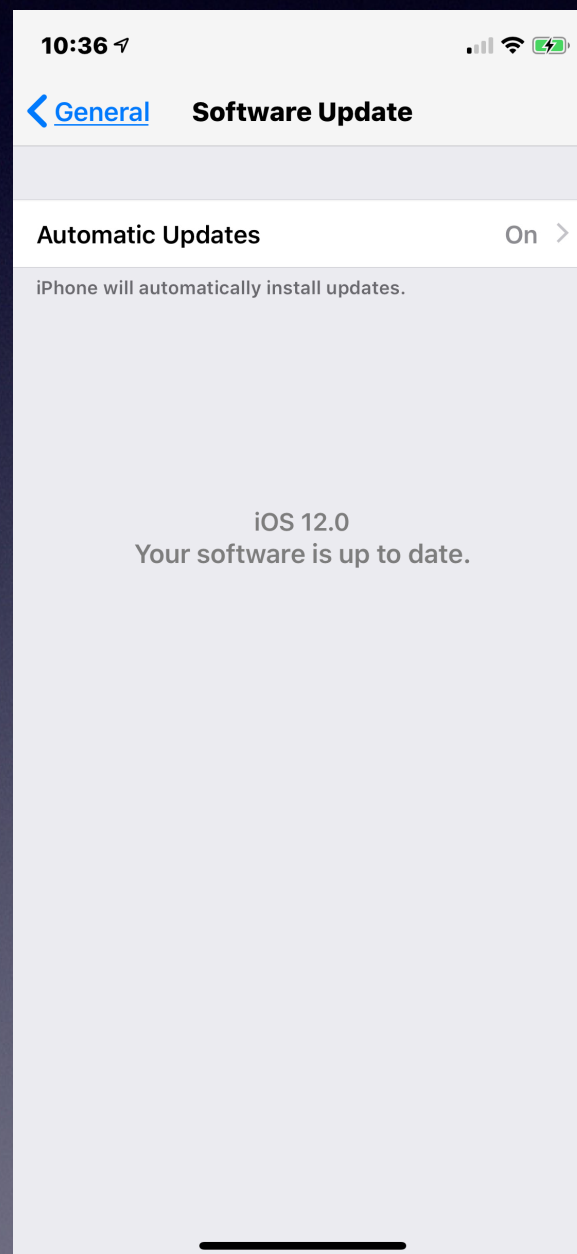 10:36
General Software Update
Automatic Updates On
iPhone will automatically install updates.
iOS 12.0
Your software is up to date.